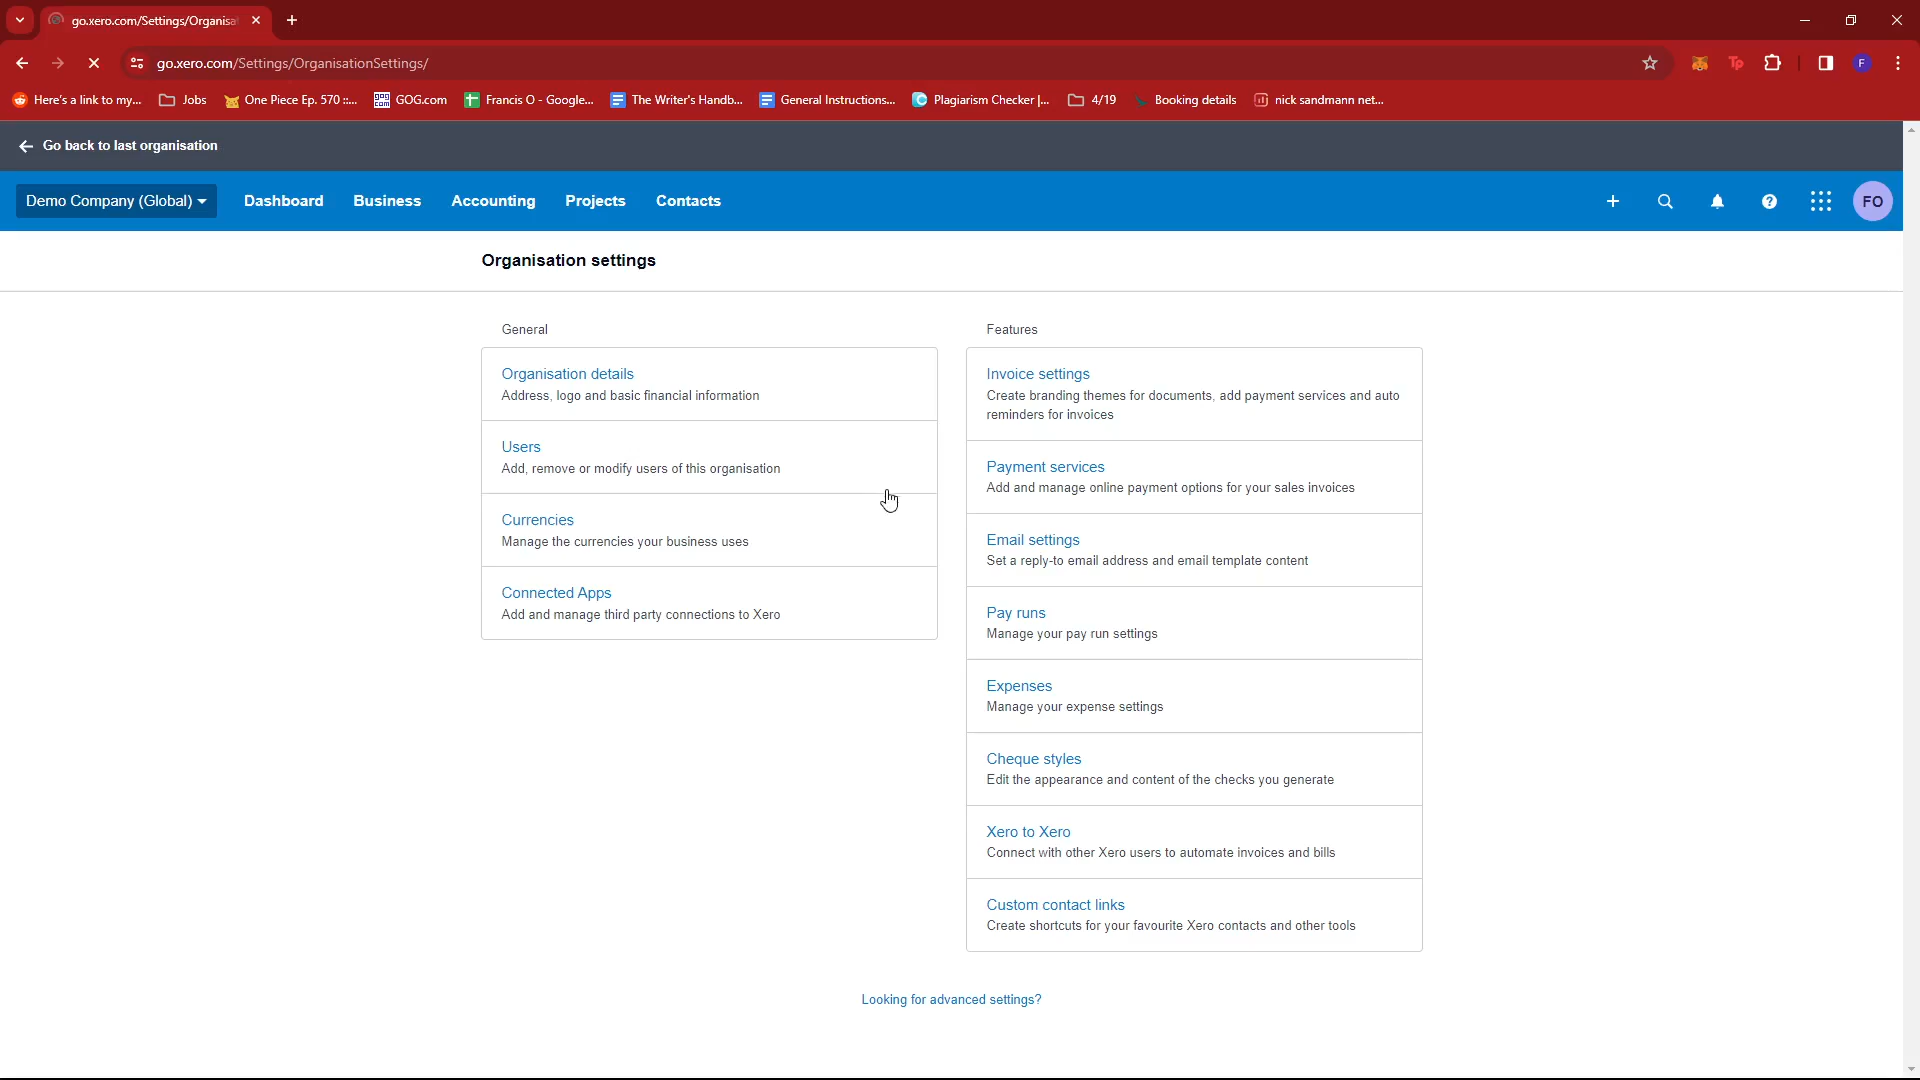 go.xero.com/Settings/Organisa
go.xero.com/Settings/OrganisationSettings/
Tp
F
Here's a link to my...
Jobs
One Piece Ep. 570 ::...
GOG.com
Francis O - Google...
The Writer's Handb...
General Instructions...
Plagiarism Checker |...
4/19
Booking details
nick sandmann net...
Go back to last organisation
Demo Company (Global)
Dashboard
Business
Accounting
Projects
Contacts
FO
Organisation settings
General
Organisation details
Address, logo and basic financial information
Users
Add, remove or modify users of this organisation
Currencies
Manage the currencies your business uses
Connected Apps
Add and manage third party connections to Xero
Features
Invoice settings
Create branding themes for documents, add payment services and auto
reminders for invoices
Payment services
Add and manage online payment options for your sales invoices
Email settings
Set a reply-to email address and email template content
Pay runs
Manage your pay run settings
Expenses
Manage your expense settings
Cheque styles
Edit the appearance and content of the checks you generate
Xero to Xero
Connect with other Xero users to automate invoices and bills
Custom contact links
Create shortcuts for your favourite Xero contacts and other tools
Looking for advanced settings?